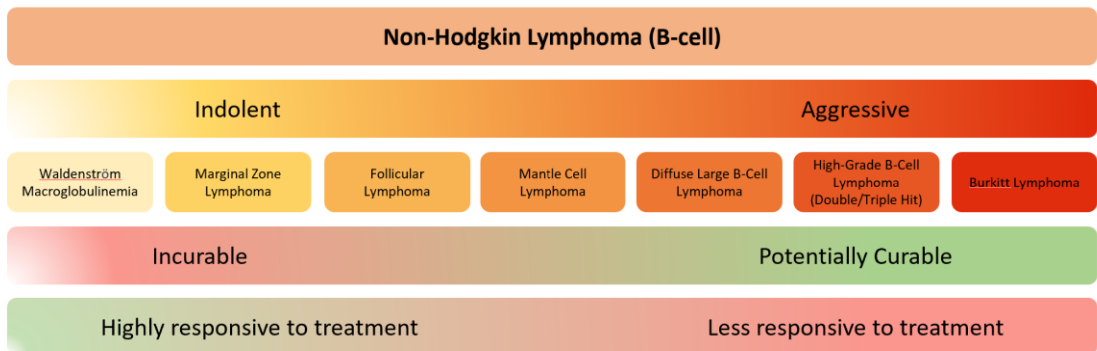 Non-Hodgkin Lymphoma (B-cell)
Indolent
Aggressive
Waldenström
Macroglobulinemia
Marginal Zone
Lymphoma
Follicular
Lymphoma
Mantle Cell
Lymphoma
Diffuse Large B-Cell
Lymphoma
High-Grade B-Cell
Lymphoma
(Double/Triple Hit)
Burkitt Lymphoma
Incurable
Potentially Curable
Highly responsive to treatment
Less responsive to treatment